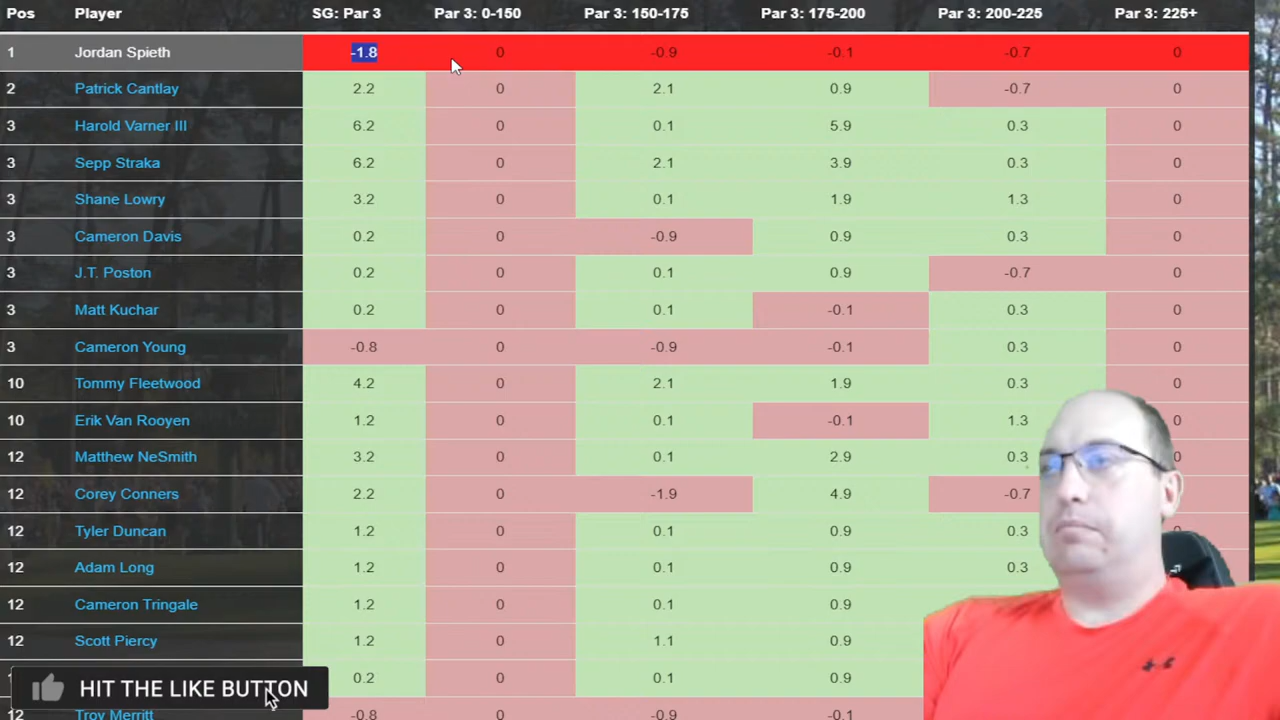 Pos Player SG: Par 3 Par 3: 0-150 Par 3: 150-175 Par 3: 175-200 Par 3: 200-225 Par 3: 225+
1 Jordan Spieth -1.8 0 -0.9 -0.1 -0.7 0
2 Patrick Cantlay 2.2 0 2.1 0.9 -0.7 0
3 Harold Varner III 6.2 0 0.1 5.9 0.3 0
3 Sepp Straka 6.2 0 2.1 3.9 0.3 0
3 Shane Lowry 3.2 0 0.1 1.9 1.3 0
3 Cameron Davis 0.2 0 -0.9 0.9 0.3 0
3 J.T. Poston 0.2 0 0.1 0.9 -0.7 0
3 Matt Kuchar 0.2 0 0.1 -0.1 0.3 0
3 Cameron Young -0.8 0 -0.9 -0.1 0.3 0
10 Tommy Fleetwood 4.2 0 2.1 1.9 0.3 0
10 Erik Van Rooyen 1.2 0 0.1 -0.1 1.3 0
12 Matthew NeSmith 3.2 0 0.1 2.9 0.3
12 Corey Conners 2.2 0 -1.9 4.9 -0.7 0
12 Tyler Duncan 1.2 0 0.1 0.9 0.3 0
12 Adam Long 1.2 0 0.1 0.9 0.3
12 Cameron Tringale 1.2 0 0.1 0.9
12 Scott Piercy 1.2 0 1.1 0.9
0.2 0 0.1 0.9
HIT THE LIKE BUTTON
12 Troy Merritt -0.8 0 -0.9 -0.1